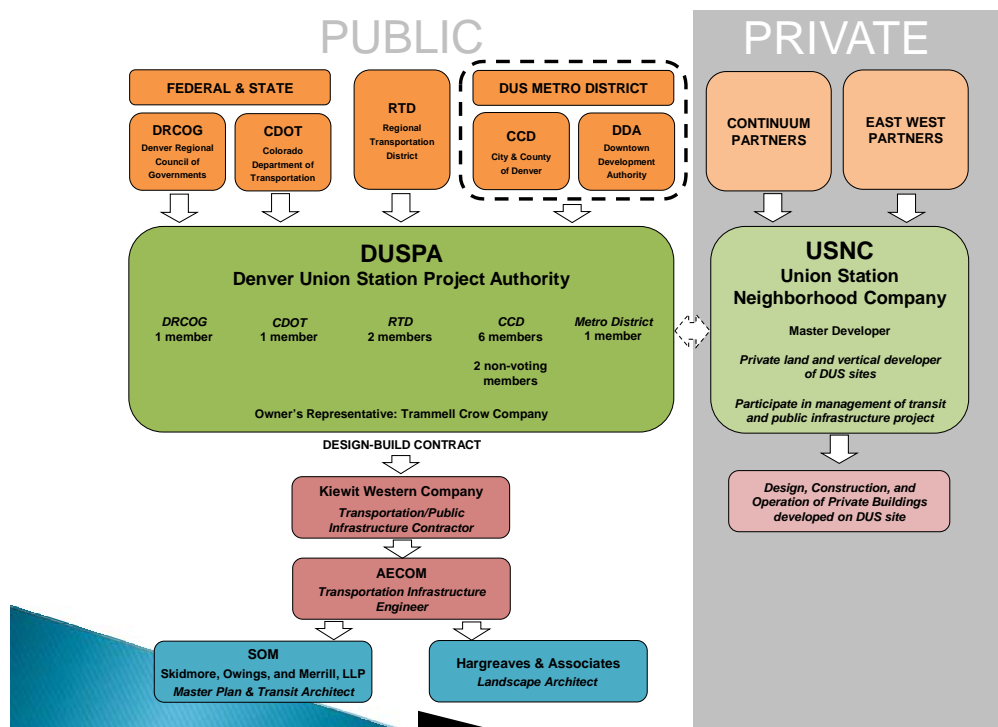 PUBLIC
PRIVATE
FEDERAL & STATE
DRCOG
Denver Regional
Council of
Governments
CDOT
Colorado
Department of
Transportation
RTD
Regional
Transportation
District
DUS METRO DISTRICT
CCD
City & County
of Denver
DDA
Downtown
Development
Authority
CONTINUUM
PARTNERS
EAST WEST
PARTNERS
DUSPA
Denver Union Station Project Authority
DRCOG
1 member
CDOT
1 member
RTD
2 members
CCD
6 members
2 non-voting
members
Metro District
1 member
Owner's Representative: Trammell Crow Company
USNC
Union Station
Neighborhood Company
Master Developer
Private land and vertical developer
of DUS sites
Participate in management of transit
and public infrastructure project
DESIGN-BUILD CONTRACT
Kiewit Western Company
Transportation/Public
Infrastructure Contractor
Design, Construction, and
Operation of Private Buildings
developed on DUS site
AECOM
Transportation Infrastructure
Engineer
SOM
Skidmore, Owings, and Merrill, LLP
Master Plan & Transit Architect
Hargreaves & Associates
Landscape Architect